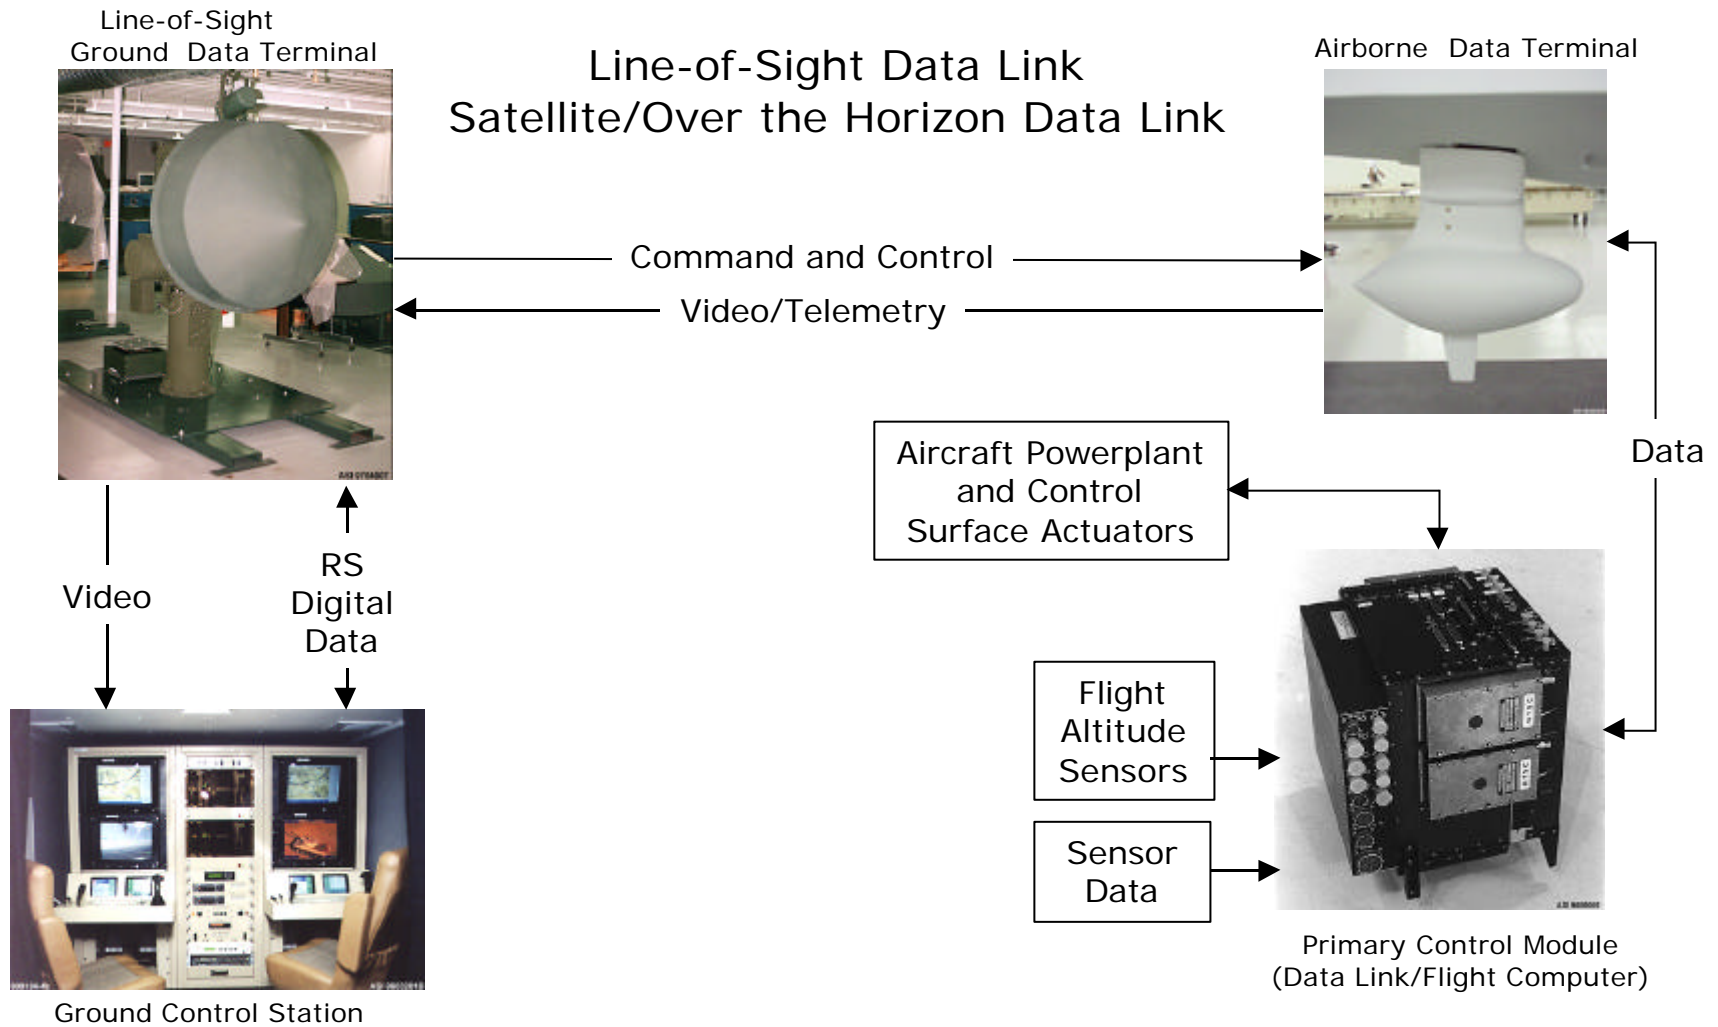 Line-of-Sight
Ground Data Terminal
Line-of-Sight Data Link
Satellite/Over the Horizon Data Link
Airborne Data Terminal
Command and Control
Video/Telemetry
Data
Aircraft Powerplant
and Control
Surface Actuators
Video
RS
Digital
Data
Flight
Altitude
Sensors
Sensor
Data
Primary Control Module
(Data Link/Flight Computer)
Ground Control Station